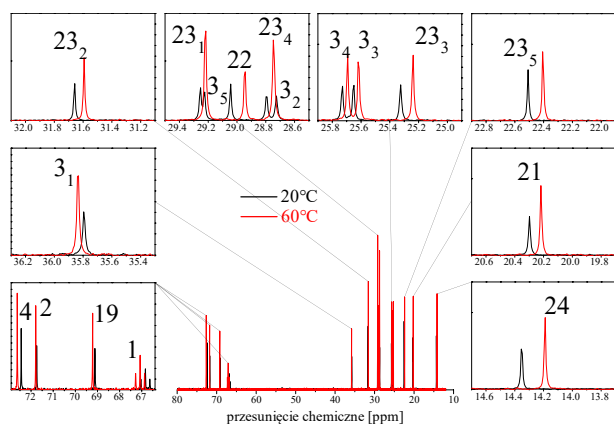 23₂
32.0 31.8 31.6 31.4 31.2
23₁ 3₅ 22 23₄ 3₂
29.4 29.2 29.0 28.8 28.6
3₄ 3₃ 23₃
25.8 25.6 25.4 25.2 25.0
23₅
22.8 22.6 22.4 22.2 22.0
3₁
36.2 36.0 35.8 35.6 35.4
20°C
60°C
21
20.6 20.4 20.2 20.0 19.8
4 2 19 1
72 71 70 69 68 67
80 70 60 50 40 30 20 10
przesunięcie chemiczne [ppm]
24
14.6 14.4 14.2 14.0 13.8